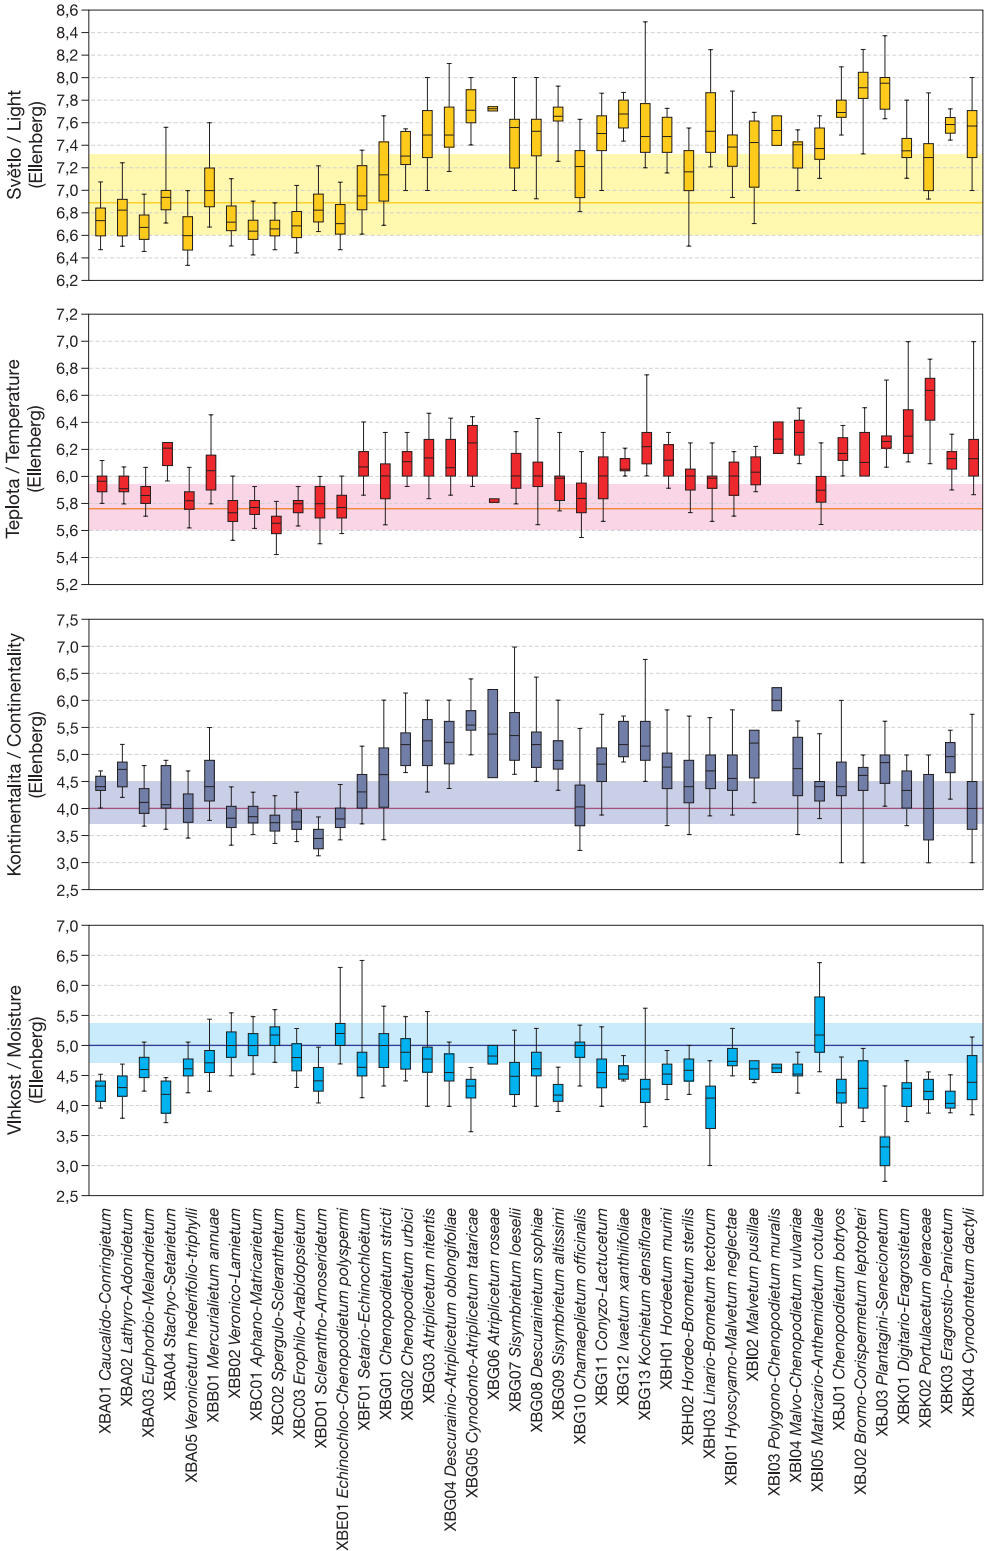 Světlo / Light
(Ellenberg)
8,6
8,4
8,2
8,0
7,8
7,6
7,4
7,2
7,0
6,8
6,6
6,4
6,2
Teplota / Temperature
(Ellenberg)
7,2
7,0
6,8
6,6
6,4
6,2
6,0
5,8
5,6
5,4
5,2
Kontinentalita / Continentality
(Ellenberg)
7,5
7,0
6,5
6,0
5,5
5,0
4,5
4,0
3,5
3,0
2,5
Vlhkost / Moisture
(Ellenberg)
7,0
6,5
6,0
5,5
5,0
4,5
4,0
3,5
3,0
2,5
XBA01 Caucalido-Conringietum
XBA02 Lathyro-Adonidetum
XBA03 Euphorbio-Melandrietum
XBA04 Stachyo-Setarietum
XBA05 Veronicetum hederifolio-triphylli
XBB01 Mercurialietum annuae
XBB02 Veronico-Lamietum
XBC01 Aphano-Matricarietum
XBC02 Spergulo-Scleranthetum
XBC03 Erophilo-Arabidopsietum
XBD01 Sclerantho-Arnoseridetum
XBE01 Echinochloo-Chenopodietum polyspermi
XBF01 Setario-Echinochloëtum
XBG01 Chenopodietum stricti
XBG02 Chenopodietum urbici
XBG03 Atriplicetum nitentis
XBG04 Descurainio-Atriplicetum oblongifoliae
XBG05 Cynodonto-Atriplicetum tataricae
XBG06 Atriplicetum roseae
XBG07 Sisymbrietum loeselii
XBG08 Descurainietum sophiae
XBG09 Sisymbrietum altissimi
XBG10 Chamaeplietum officinalis
XBG11 Conyzo-Lactucetum
XBG12 Ivaetum xanthiifoliae
XBG13 Kochietum densiflorae
XBH01 Hordeetum murini
XBH02 Hordeo-Brometum sterilis
XBH03 Linario-Brometum tectorum
XBI01 Hyoscyamo-Malvetum neglectae
XBI02 Malvetum pusillae
XBI03 Polygono-Chenopodietum muralis
XBI04 Malvo-Chenopodietum vulvariae
XBI05 Matricario-Anthemidetum cotulae
XBJ01 Chenopodietum botryos
XBJ02 Bromo-Corispermetum leptopteri
XBJ03 Plantagini-Senecionetum
XBK01 Digitario-Eragrostietum
XBK02 Portulacetum oleraceae
XBK03 Eragrostio-Panicetum
XBK04 Cynodontetum dactyli